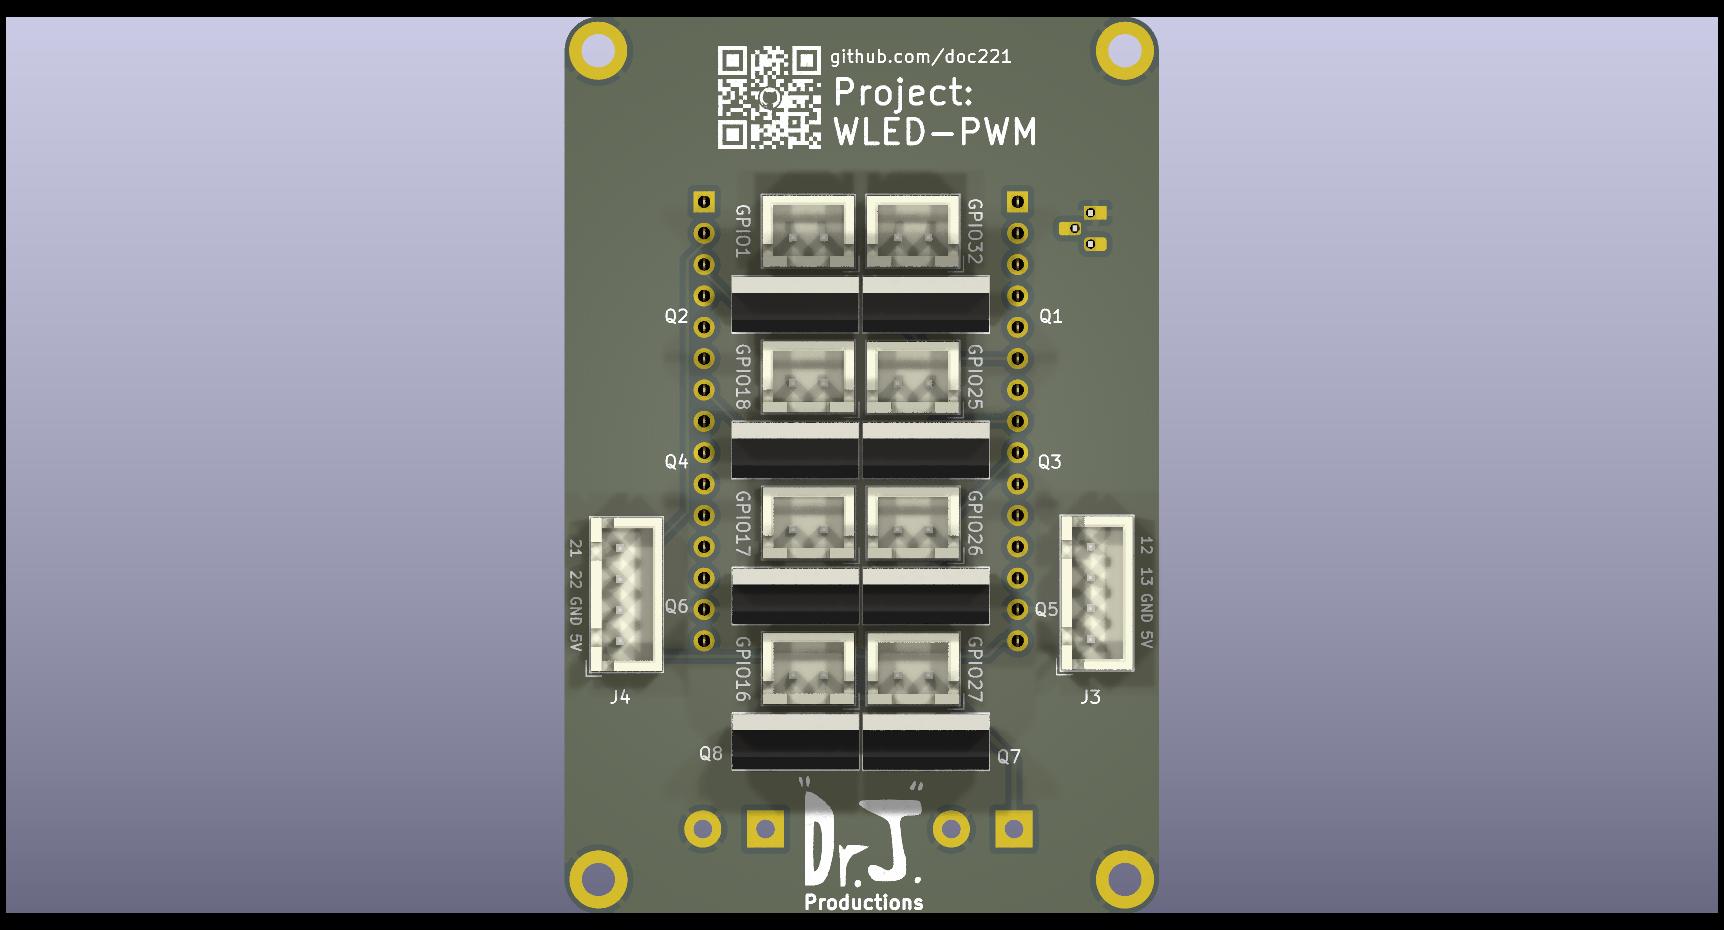 github.com/doc221
Project:
WLED-PWM
GPIO1
GPIO32
Q2
Q1
GPIO18
GPIO25
Q4
Q3
GPIO17
GPIO26
21 22 GND 5V
12 13 GND 5V
Q6
Q5
GPIO16
GPIO27
J4
J3
Q8
Q7
"Dr.J."
Productions